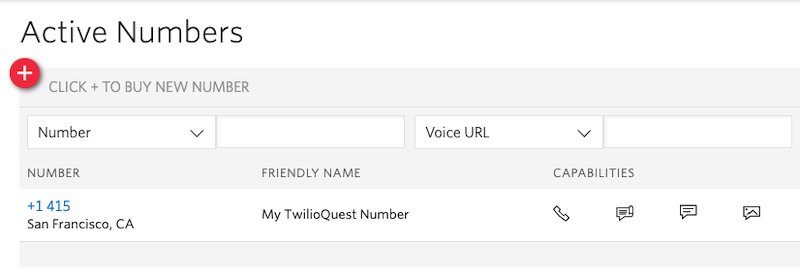 Active Numbers
CLICK + TO BUY NEW NUMBER
Number
Voice URL
NUMBER
FRIENDLY NAME
CAPABILITIES
+1 415
My TwilioQuest Number
San Francisco, CA